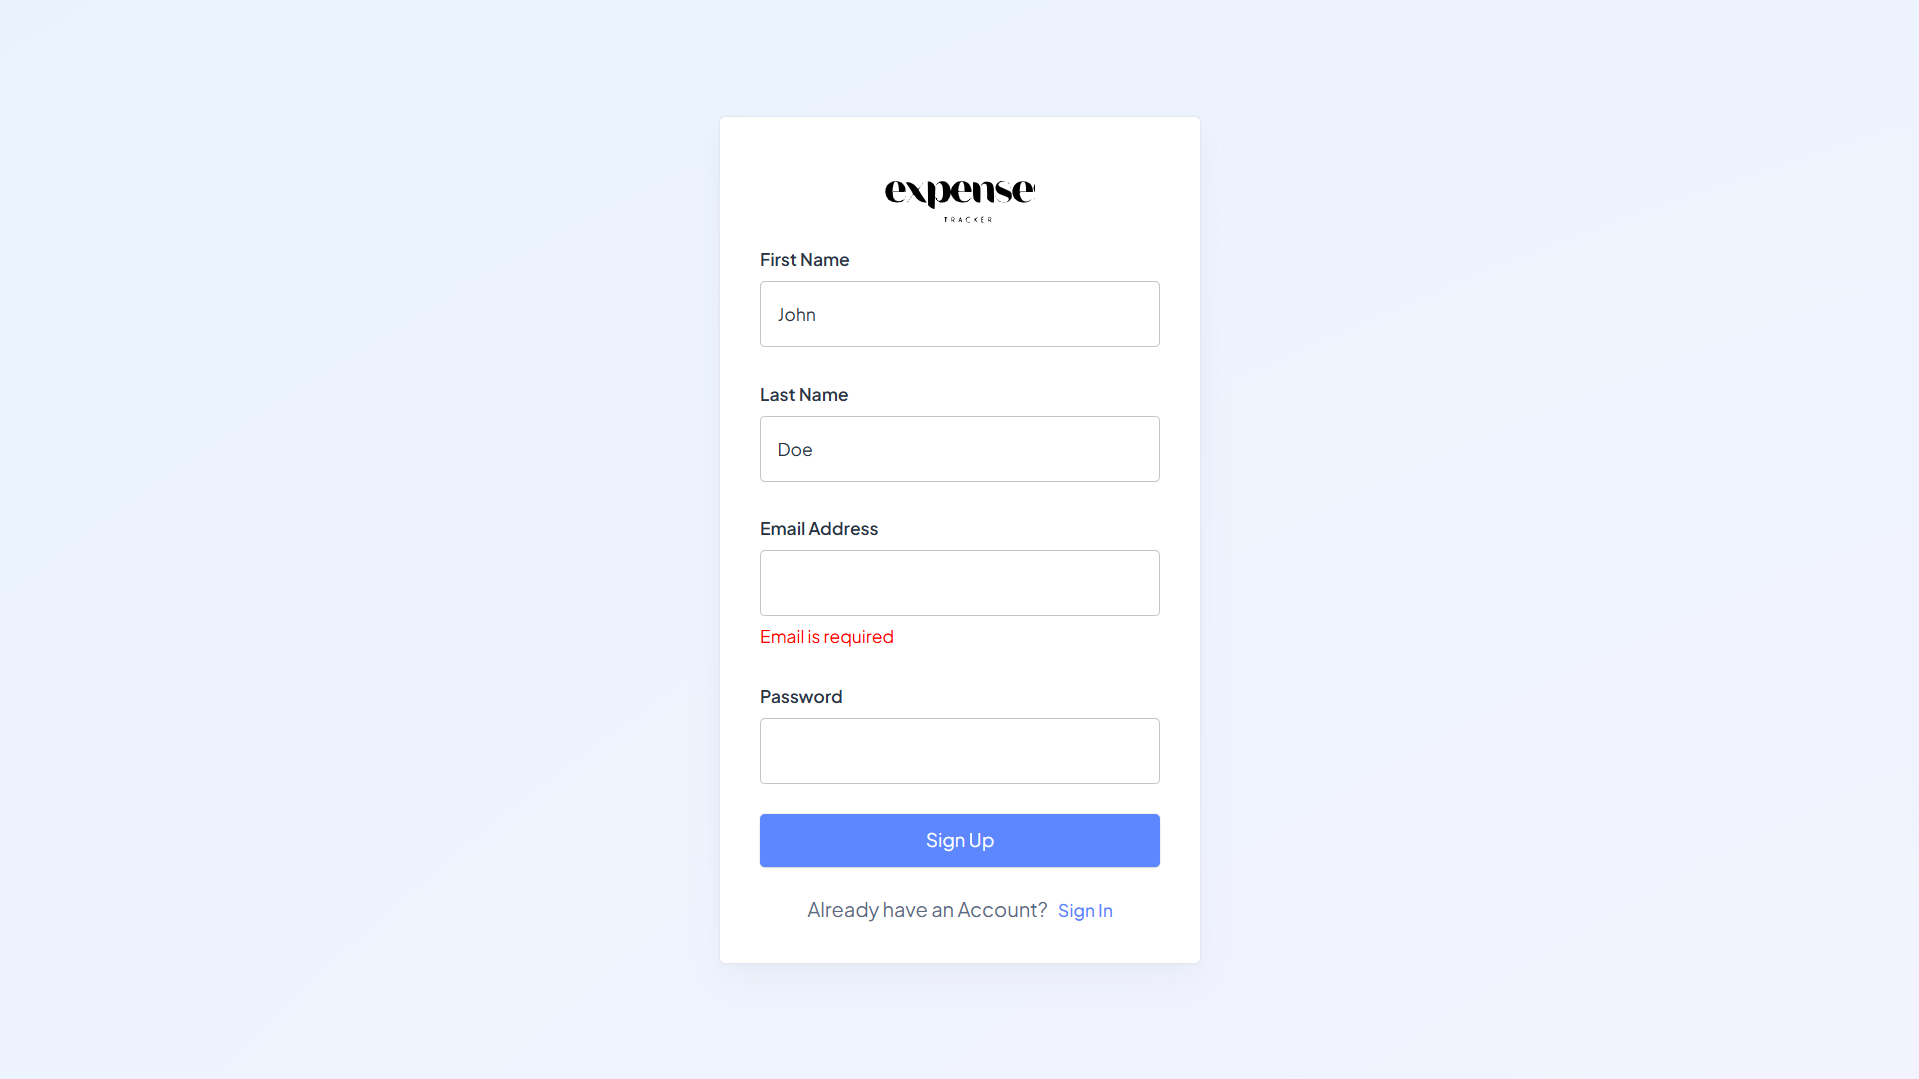 expense
TRACKER
First Name
John
Last Name
Doe
Email Address
Email is required
Password
Sign Up
Already have an Account? Sign In